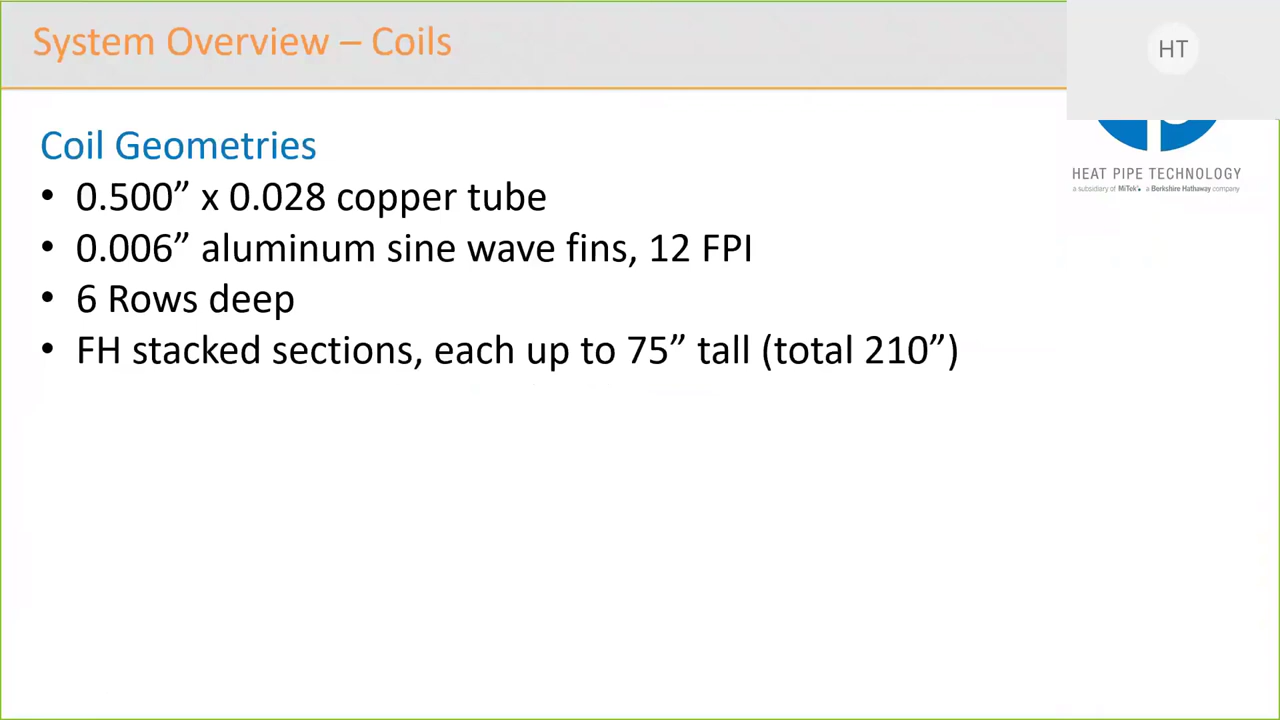 System Overview – Coils
HT
HEAT PIPE TECHNOLOGY
a subsidiary of MiTek® a Berkshire Hathaway company
Coil Geometries
• 0.500” x 0.028 copper tube
• 0.006” aluminum sine wave fins, 12 FPI
• 6 Rows deep
• FH stacked sections, each up to 75” tall (total 210”)